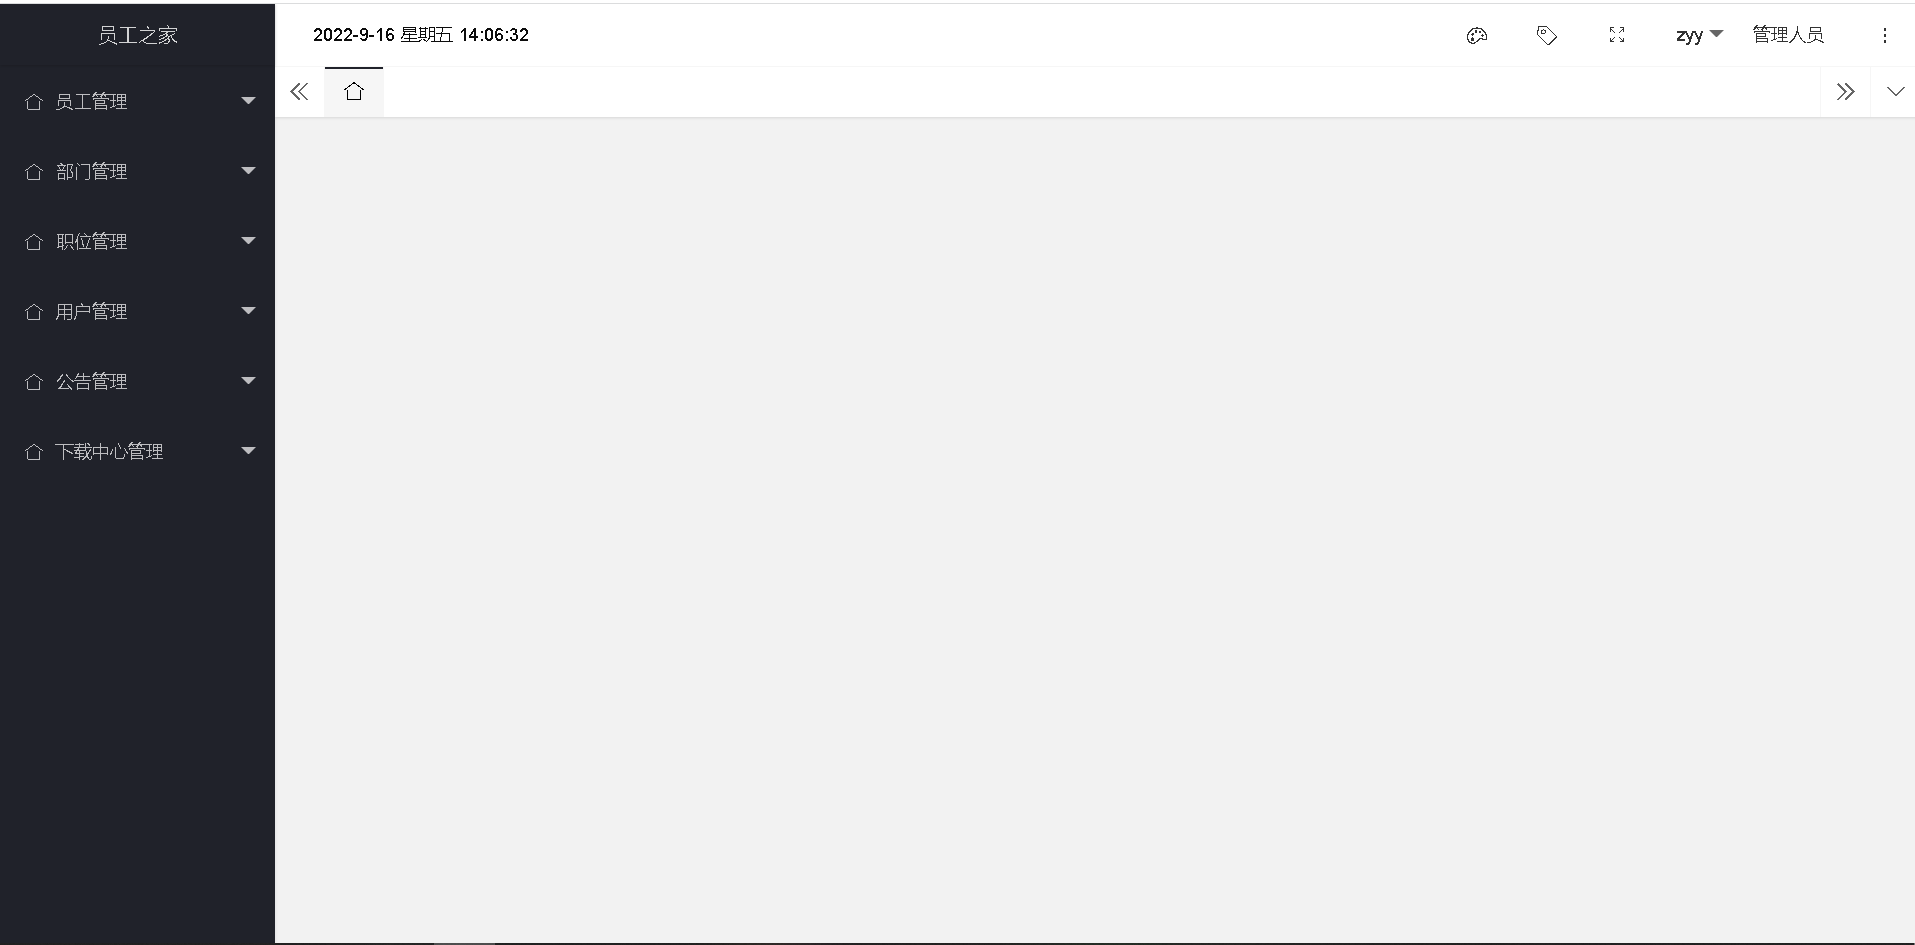 员工之家
2022-9-16 星期五 14:06:32
zyy
管理人员
员工管理
部门管理
职位管理
用户管理
公告管理
下载中心管理